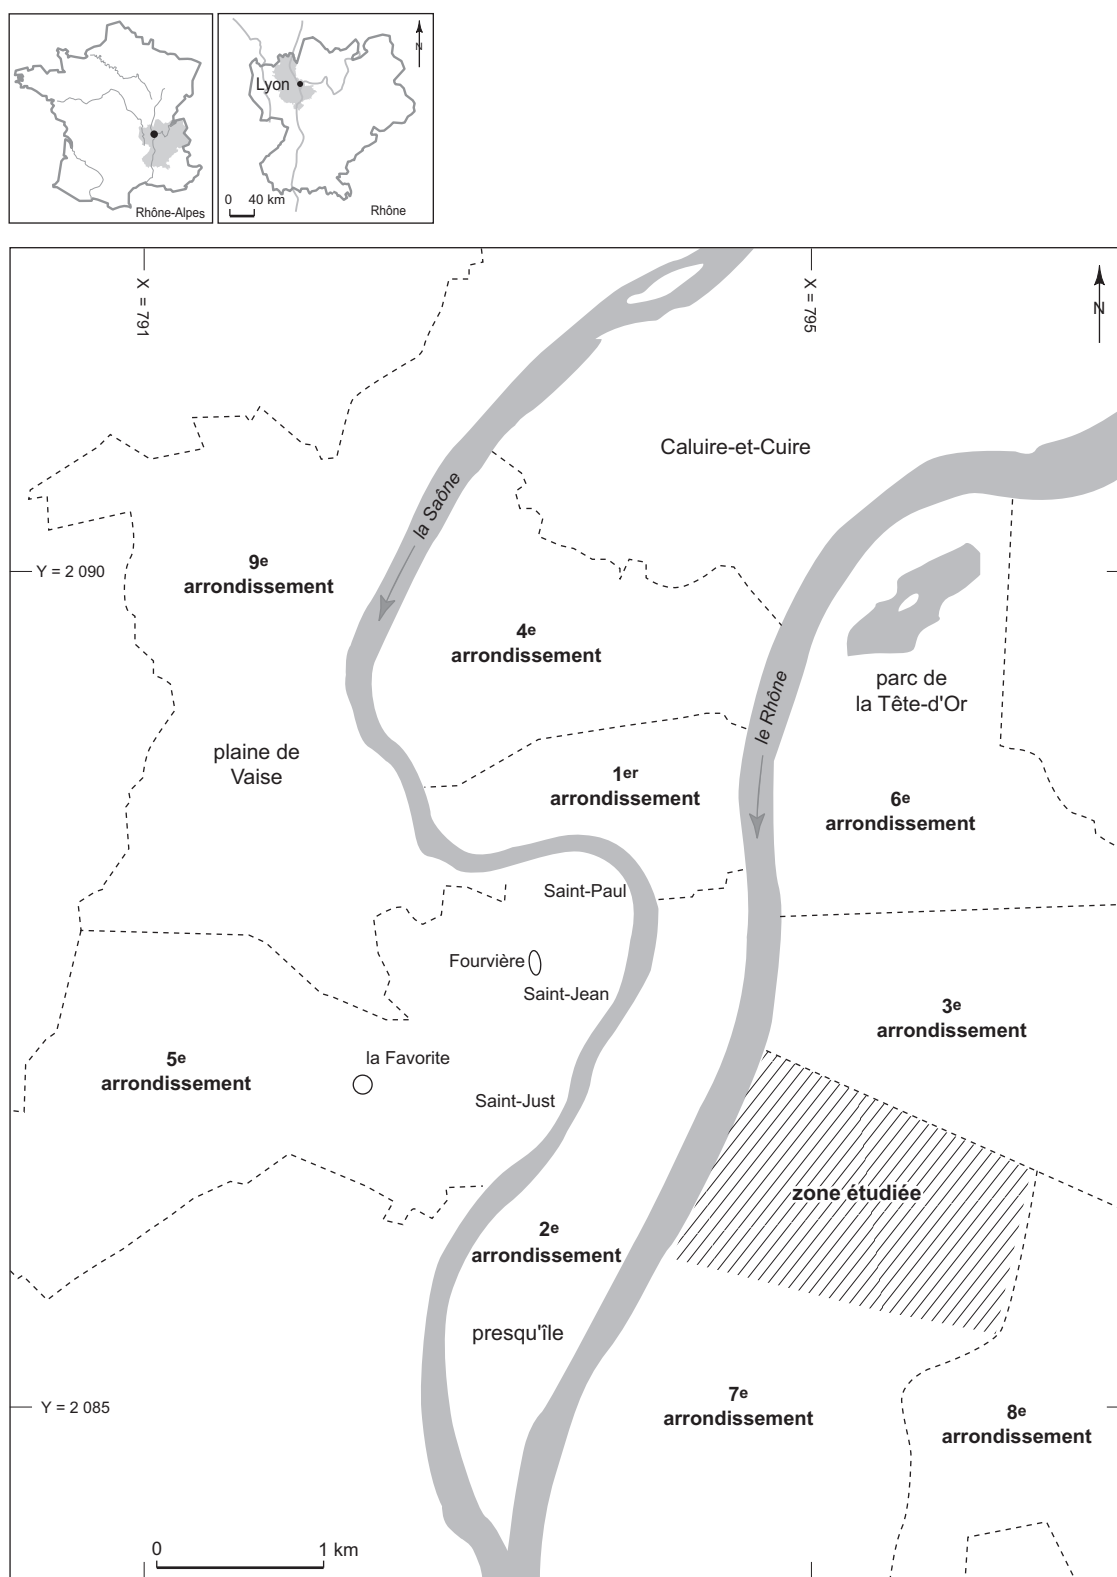 N
Lyon
0 40 km
Rhône-Alpes
Rhône
X = 791
X = 795
N
Caluire-et-Cuire
la Saône
9e
arrondissement
Y = 2 090
4e
arrondissement
parc de
la Tête-d'Or
le Rhône
plaine de
Vaise
1er
arrondissement
6e
arrondissement
Saint-Paul
Fourvière
Saint-Jean
3e
arrondissement
5e
arrondissement
la Favorite
Saint-Just
zone étudiée
2e
arrondissement
presqu'île
7e
arrondissement
Y = 2 085
8e
arrondissement
0 1 km